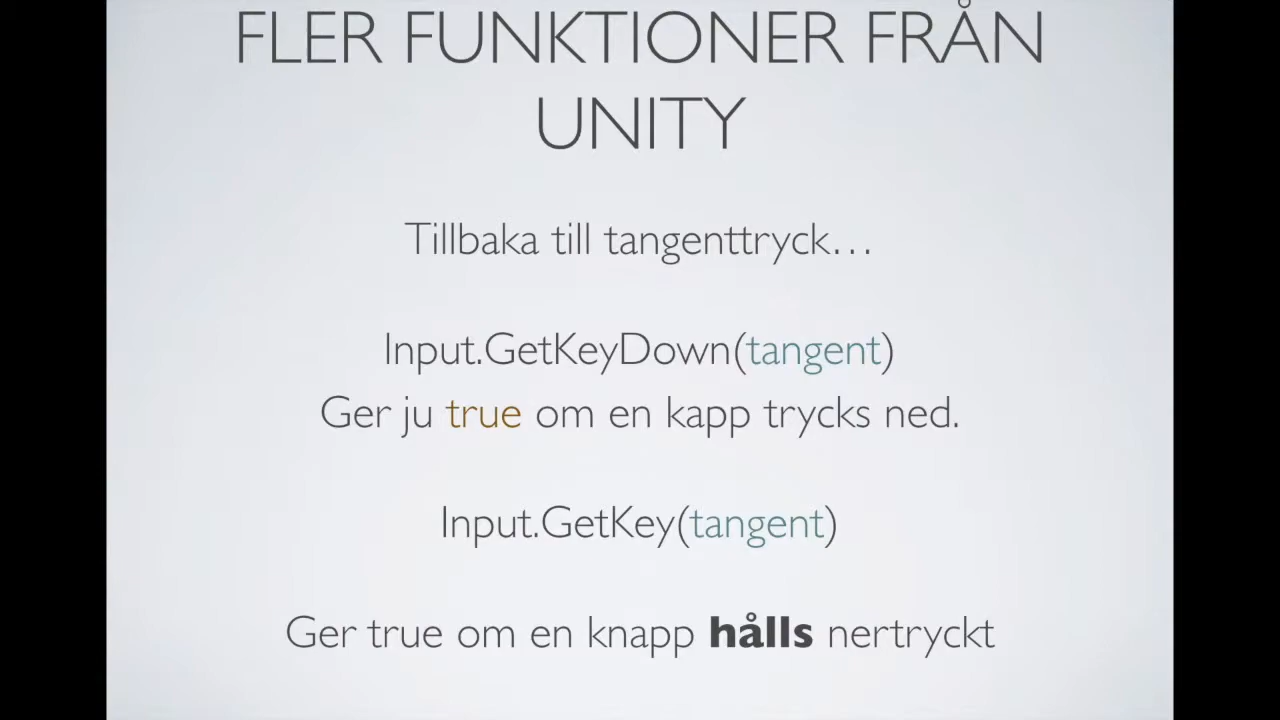 FLER FUNKTIONER FRÅN
UNITY
Tillbaka till tangenttryck…
Input.GetKeyDown(tangent)
Ger ju true om en kapp trycks ned.
Input.GetKey(tangent)
Ger true om en knapp hålls nertryckt